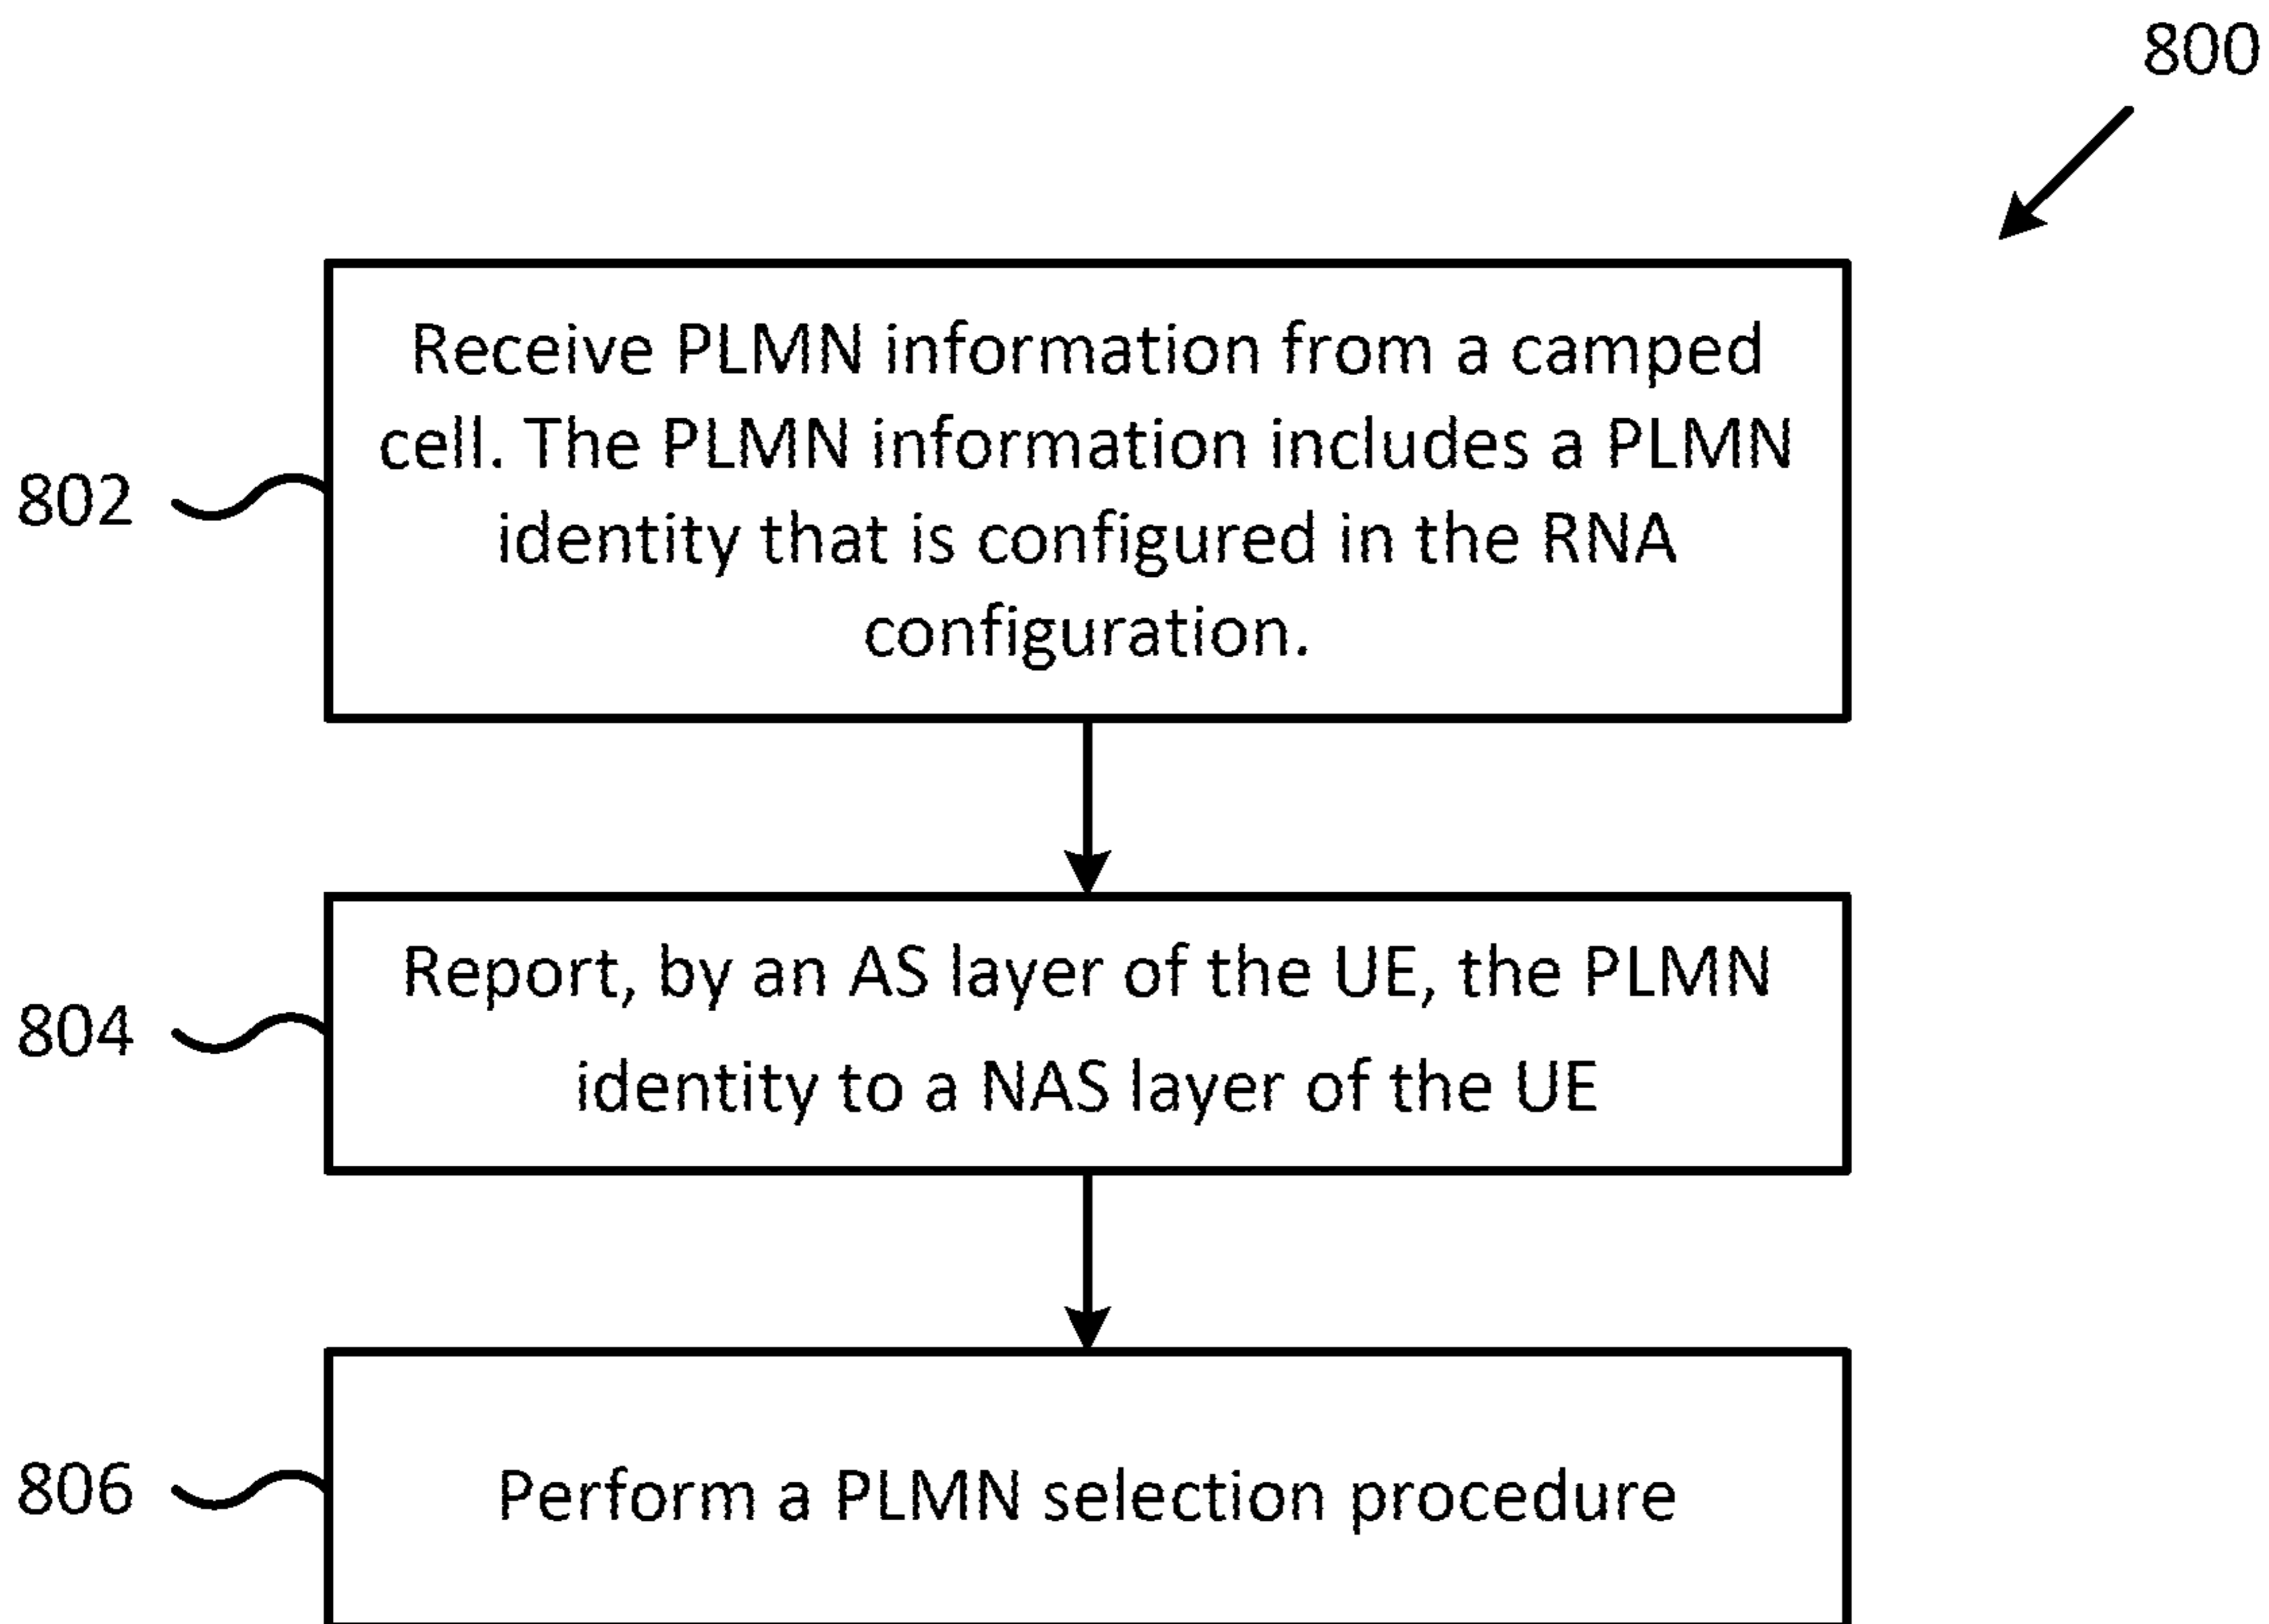 800
Receive PLMN information from a camped
cell. The PLMN information includes a PLMN
identity that is configured in the RNA
configuration.
802
Report, by an AS layer of the UE, the PLMN
identity to a NAS layer of the UE
804
Perform a PLMN selection procedure
806